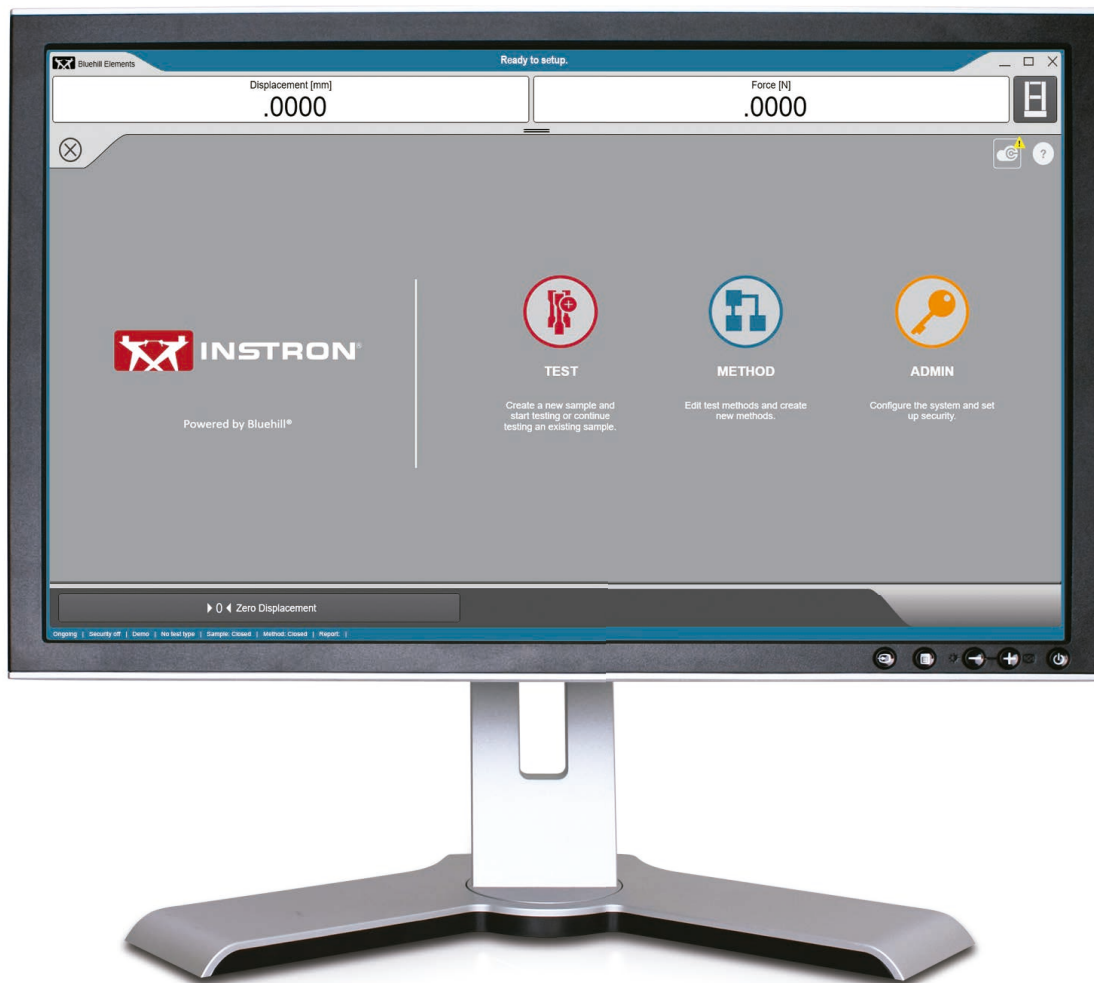 Bluehill Elements
Ready to setup.
Displacement [mm]
.0000
Force [N]
.0000
INSTRON®
Powered by Bluehill®
TEST
Create a new sample and
start testing or continue
testing an existing sample.
METHOD
Edit test methods and create
new methods.
ADMIN
Configure the system and set
up security.
0 Zero Displacement
Ongoing | Security off | Demo | No test type | Sample: Closed | Method: Closed | Report: |